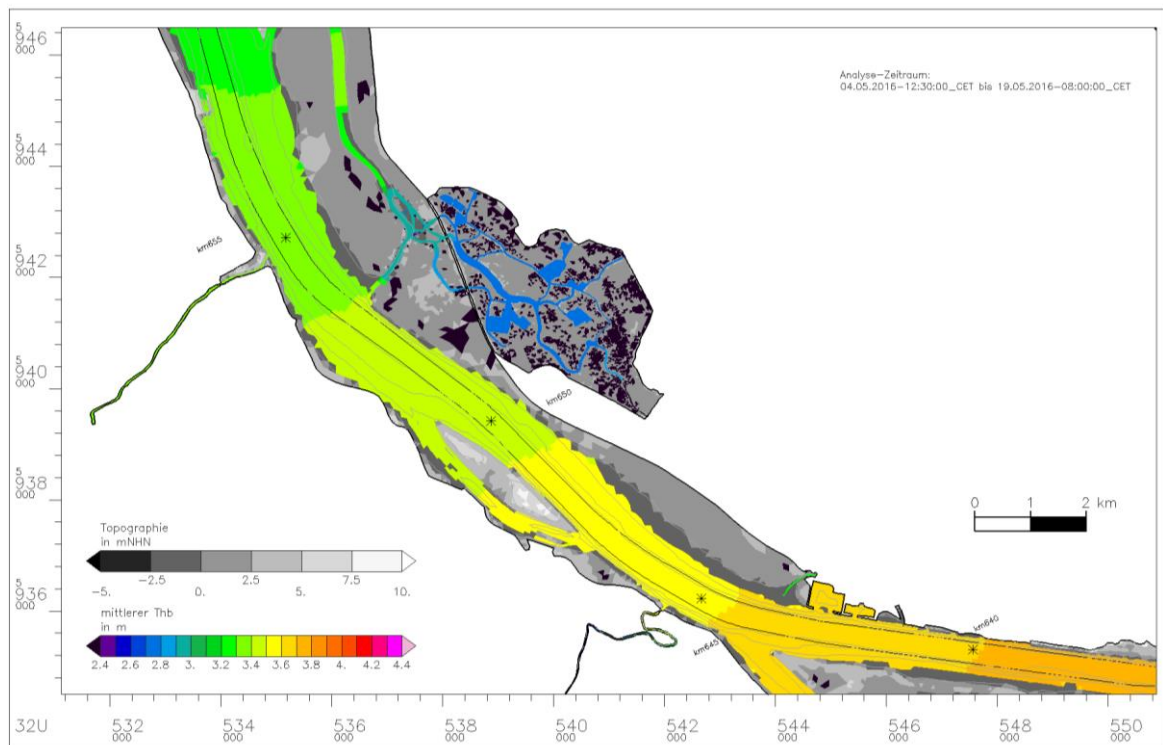 5 946 000
Analyse-Zeitraum:
04.05.2016-12:30:00_CET bis 19.05.2016-08:00:00_CET
5 944 000
km655
5 942 000
5 940 000
km650
5 938 000
0 1 2 km
Topographie
in mNHN
-5. -2.5 0. 2.5 5. 7.5 10.
5 936 000
mittlerer Thb
in m
2.4 2.6 2.8 3. 3.2 3.4 3.6 3.8 4. 4.2 4.4
km645
km640
32U 532 000 534 000 536 000 538 000 540 000 542 000 544 000 546 000 548 000 550 000